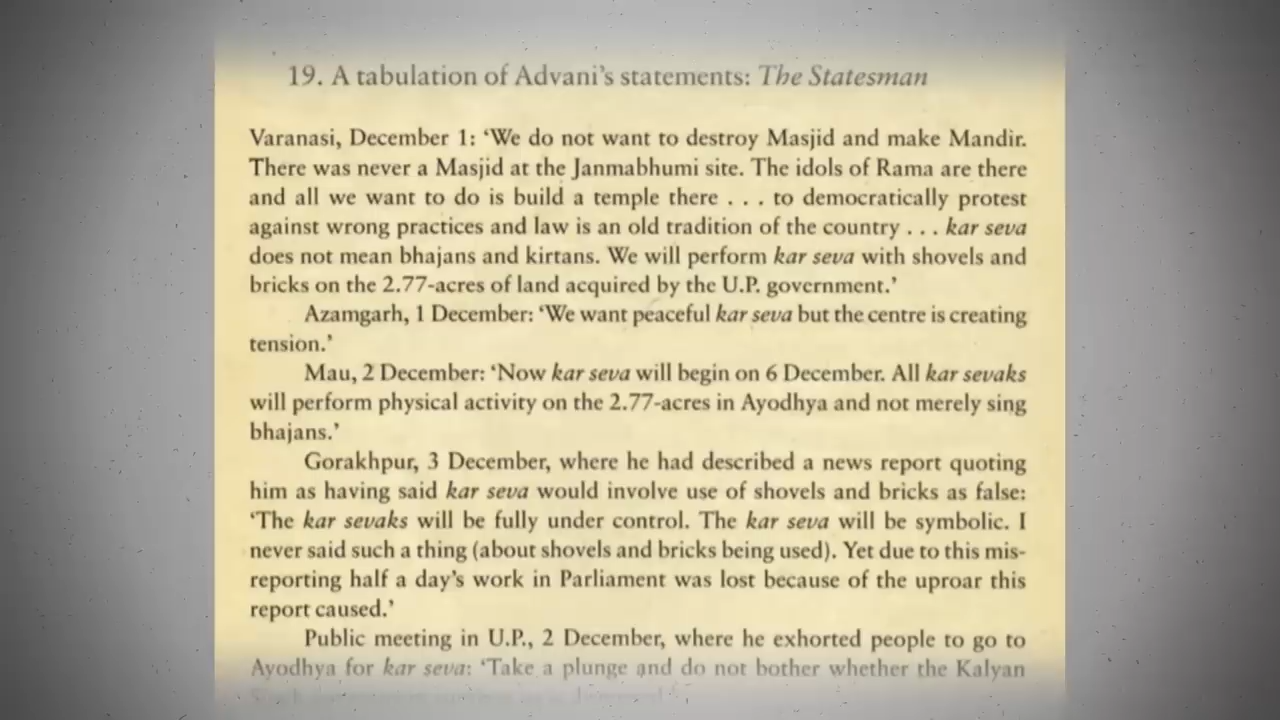 19. A tabulation of Advani's statements: The Statesman
Varanasi, December 1: 'We do not want to destroy Masjid and make Mandir.
There was never a Masjid at the Janmabhumi site. The idols of Rama are there
and all we want to do is build a temple there . . . to democratically protest
against wrong practices and law is an old tradition of the country . . . kar seva
does not mean bhajans and kirtans. We will perform kar seva with shovels and
bricks on the 2.77-acres of land acquired by the U.P. government.'
Azamgarh, 1 December: 'We want peaceful kar seva but the centre is creating
tension.'
Mau, 2 December: 'Now kar seva will begin on 6 December. All kar sevaks
will perform physical activity on the 2.77-acres in Ayodhya and not merely sing
bhajans.'
Gorakhpur, 3 December, where he had described a news report quoting
him as having said kar seva would involve use of shovels and bricks as false:
'The kar sevaks will be fully under control. The kar seva will be symbolic. I
never said such a thing (about shovels and bricks being used). Yet due to this mis-
reporting half a day's work in Parliament was lost because of the uproar this
report caused.'
Public meeting in U.P., 2 December, where he exhorted people to go to
Ayodhya for kar seva: 'Take a plunge and do not bother whether the Kalyan